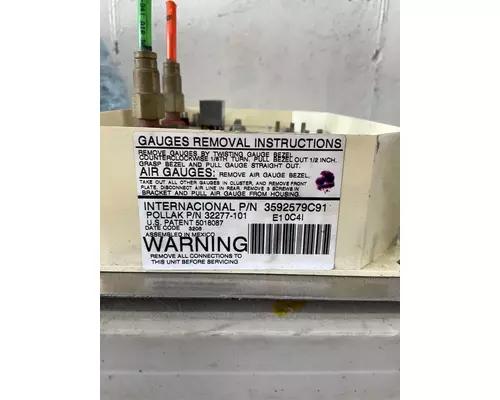 GAUGES REMOVAL INSTRUCTIONS
REMOVE GAUGES BY TWISTING GAUGE BEZEL
COUNTERCLOCKWISE 1/8TH TURN. PULL BEZEL OUT 1/2 INCH.
GRASP BEZEL AND PULL GAUGE STRAIGHT OUT.
AIR GAUGES: REMOVE AIR GAUGE BEZEL,
TAKE OUT ALL OTHER GAUGES IN CLUSTER, AND REMOVE FRONT
PLATE, DISCONNECT AIR LINE IN REAR. REMOVE 2 SCREWS IN
BRACKET AND PULL AIR GAUGE FROM HOUSING.
INTERNACIONAL P/N 3592579C91
POLLAK P/N 32277-101 E10C4I
U.S. PATENT 5016087
DATE CODE 3205
ASSEMBLED IN MEXICO
WARNING
REMOVE ALL CONNECTIONS TO
THIS UNIT BEFORE SERVICING